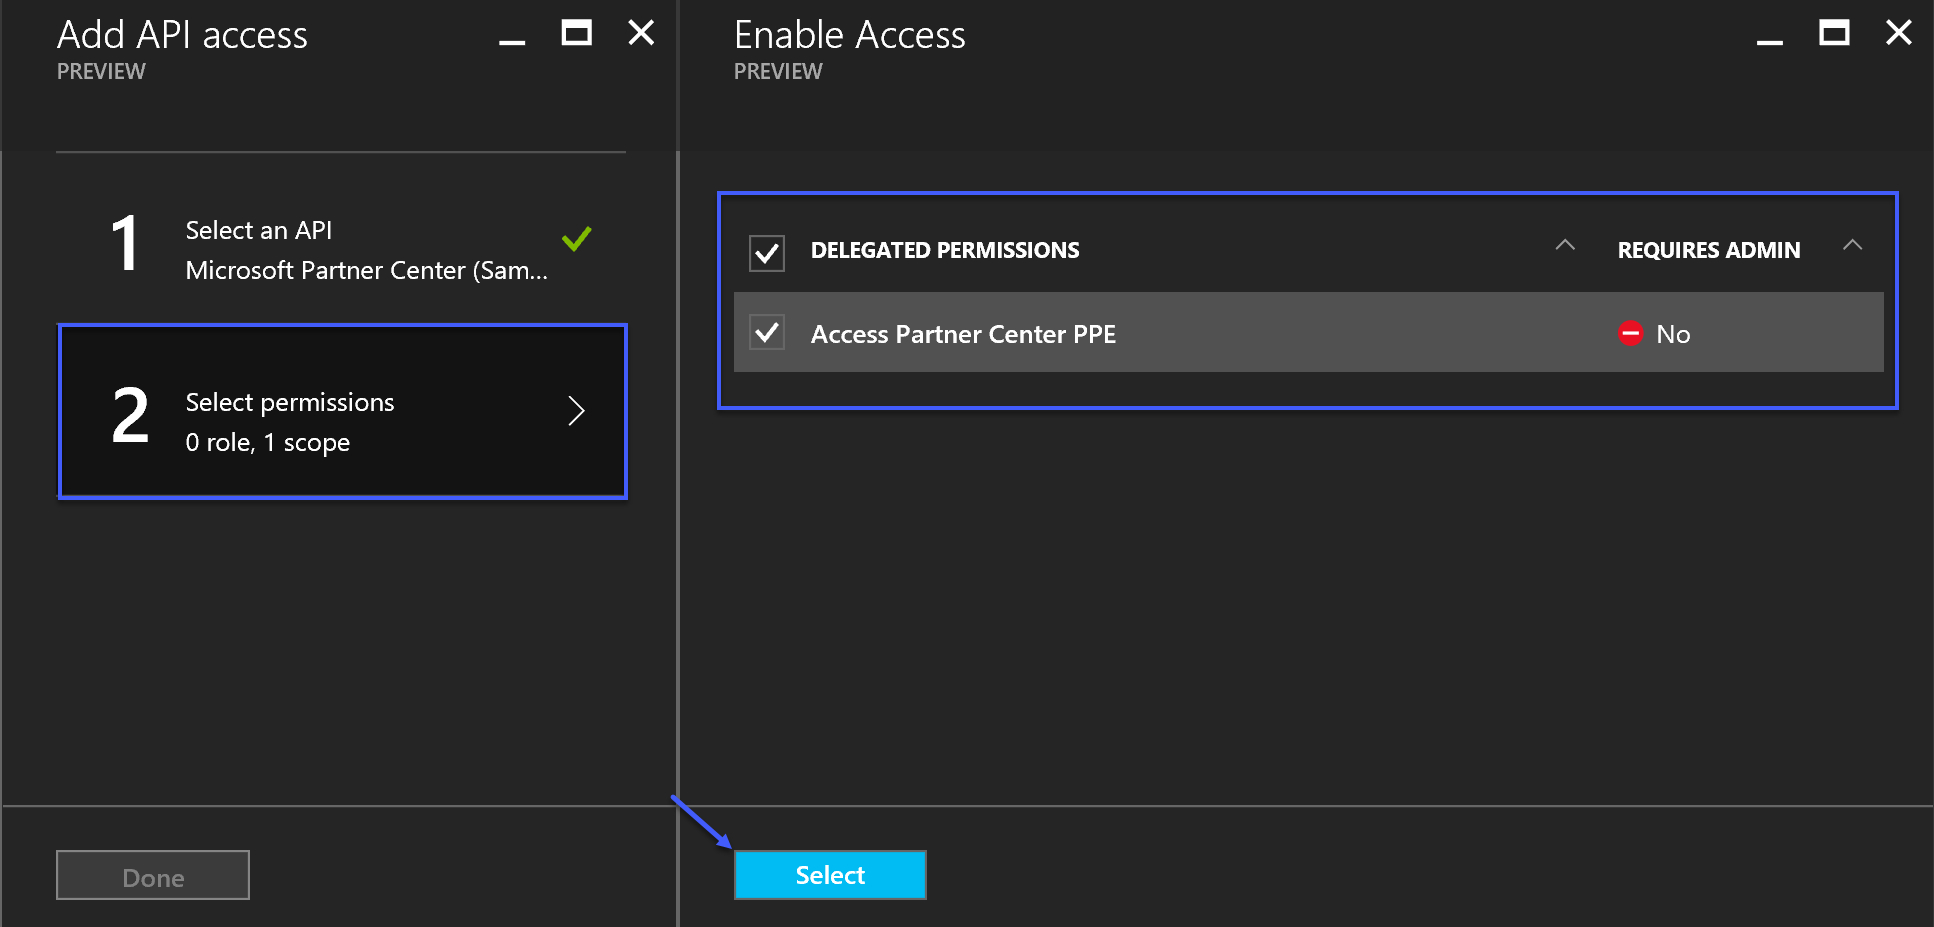 Add API access
PREVIEW
1
Select an API
Microsoft Partner Center (Sam...
2
Select permissions
0 role, 1 scope
Done
Enable Access
PREVIEW
DELEGATED PERMISSIONS
REQUIRES ADMIN
Access Partner Center PPE
No
Select